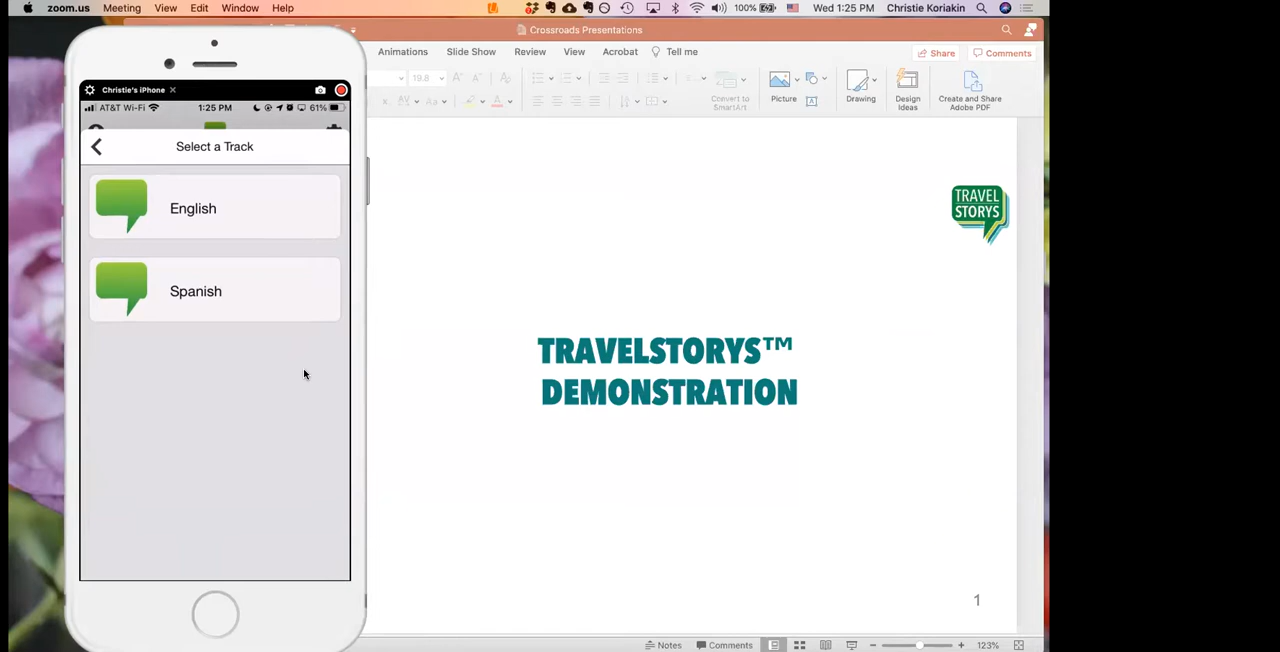 zoom.us Meeting View Edit Window Help 100% Wed 1:25 PM Christie Koriakin
Crossroads Presentations
Animations Slide Show Review View Acrobat Tell me Share Comments
19.8
Convert to SmartArt
Picture
Drawing
Design Ideas
Create and Share Adobe PDF
Christie's iPhone
AT&T Wi-Fi 1:25 PM 61%
Select a Track
English
Spanish
TRAVEL
STORYS
TRAVELSTORYS™
DEMONSTRATION
1
Notes Comments 123%